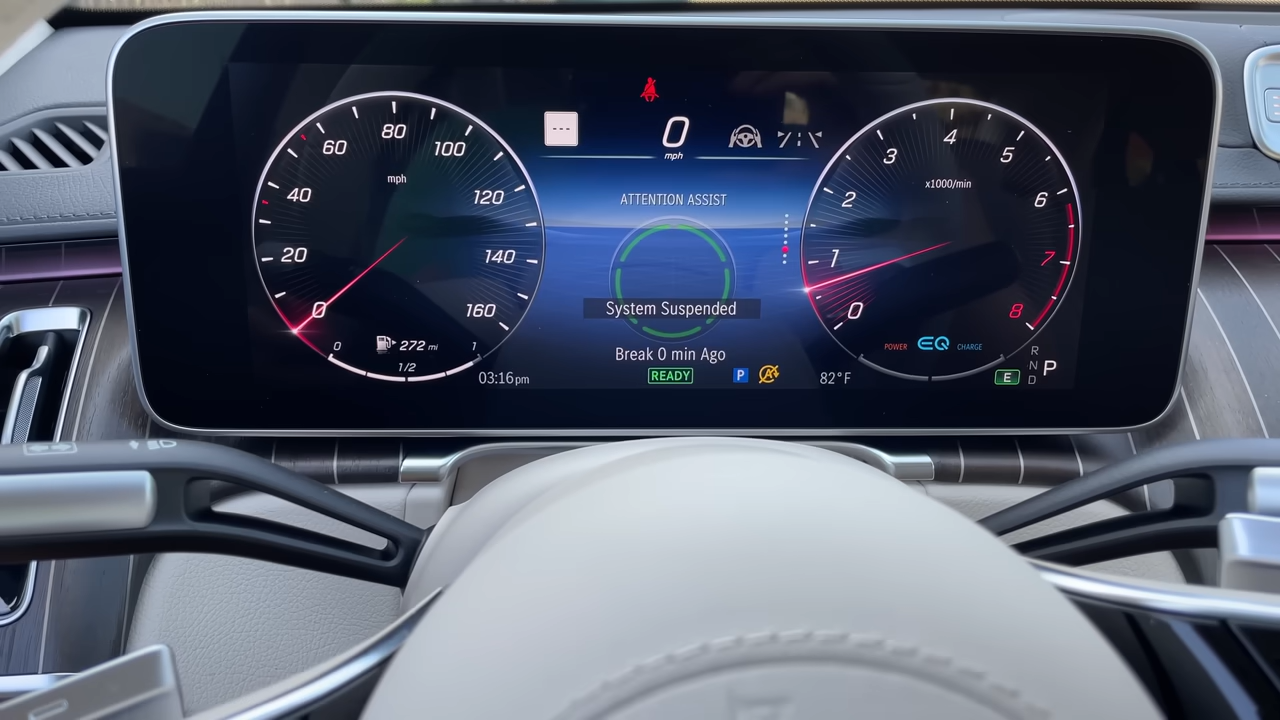 80
60
100
mph
40
120
20
140
0
160
272 mi
0
1
1/2
03:16 pm
---
0
mph
ATTENTION ASSIST
System Suspended
Break 0 min Ago
READY
P
A
82°F
4
3
5
x1000/min
2
6
1
7
0
8
POWER
EQ
CHARGE
E
R
N
D
P